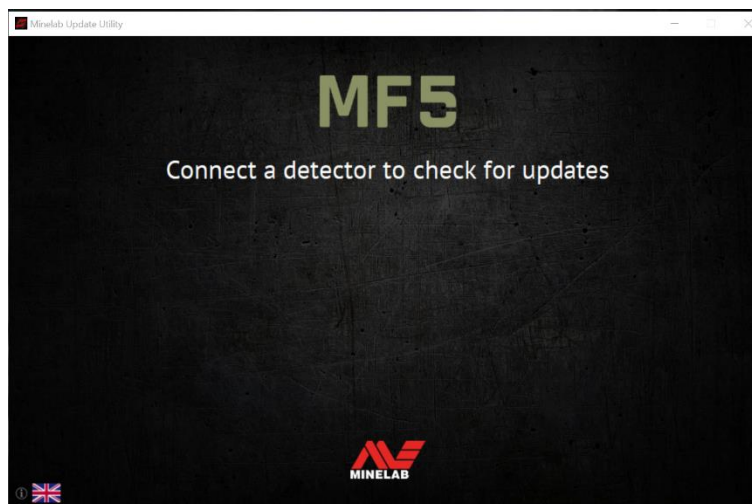 Minelab Update Utility
MF5
Connect a detector to check for updates
MINELAB